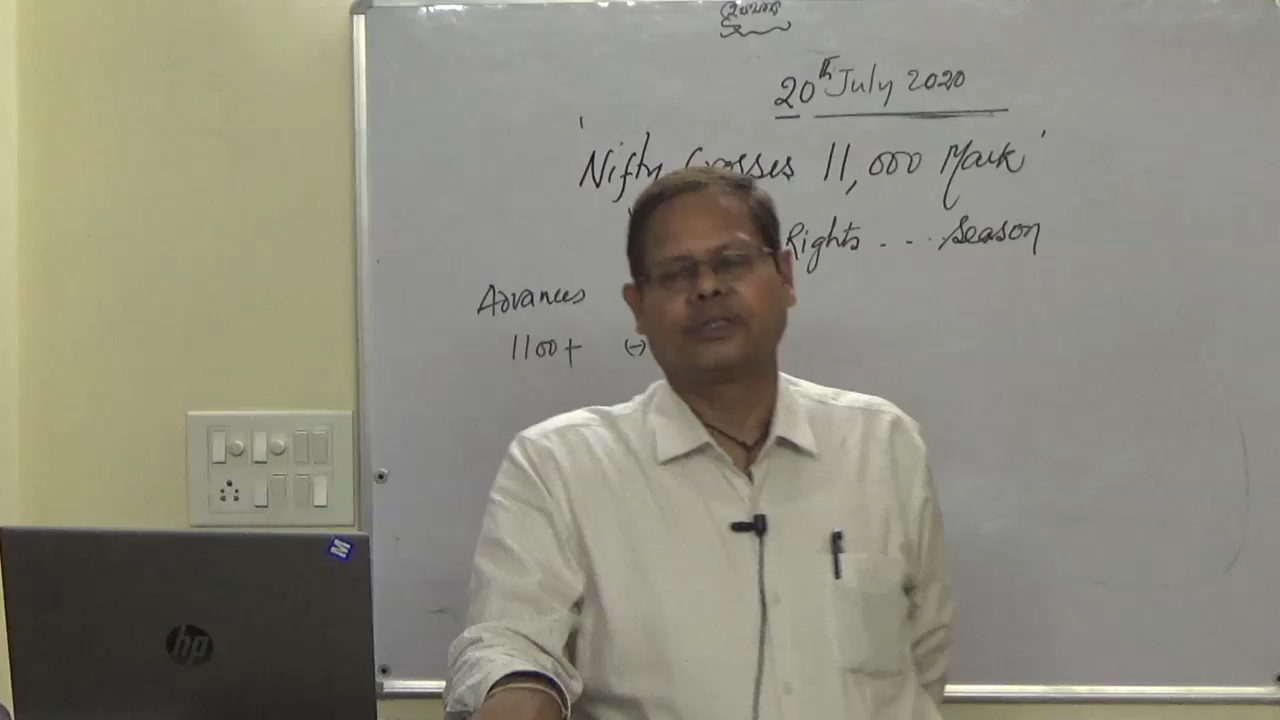 20th July 2020
'Nifty Crosses 11,000 Mark'
Rights ... Season
Advances
1100+ (-)
hp
M